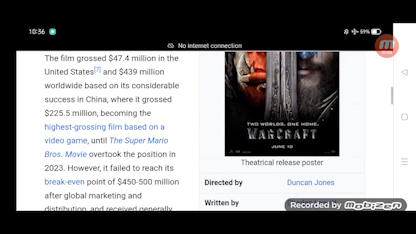 10:36
59%
No internet connection
The film grossed $47.4 million in the
United States[7] and $439 million
worldwide based on its considerable
success in China, where it grossed
$225.5 million, becoming the
highest-grossing film based on a
video game, until The Super Mario
Bros. Movie overtook the position in
2023. However, it failed to reach its
break-even point of $450-500 million
after global marketing and
distribution, and received generally
TWO WORLDS. ONE HOME.
WARCRAFT
JUNE 10
Theatrical release poster
Directed by Duncan Jones
Written by
Recorded by Mobizen